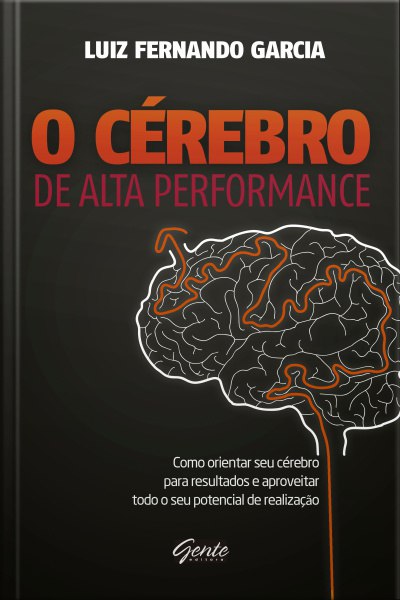 LUIZ FERNANDO GARCIA
O CÉREBRO
DE ALTA PERFORMANCE
Como orientar seu cérebro
para resultados e aproveitar
todo o seu potencial de realização
Gente
editora